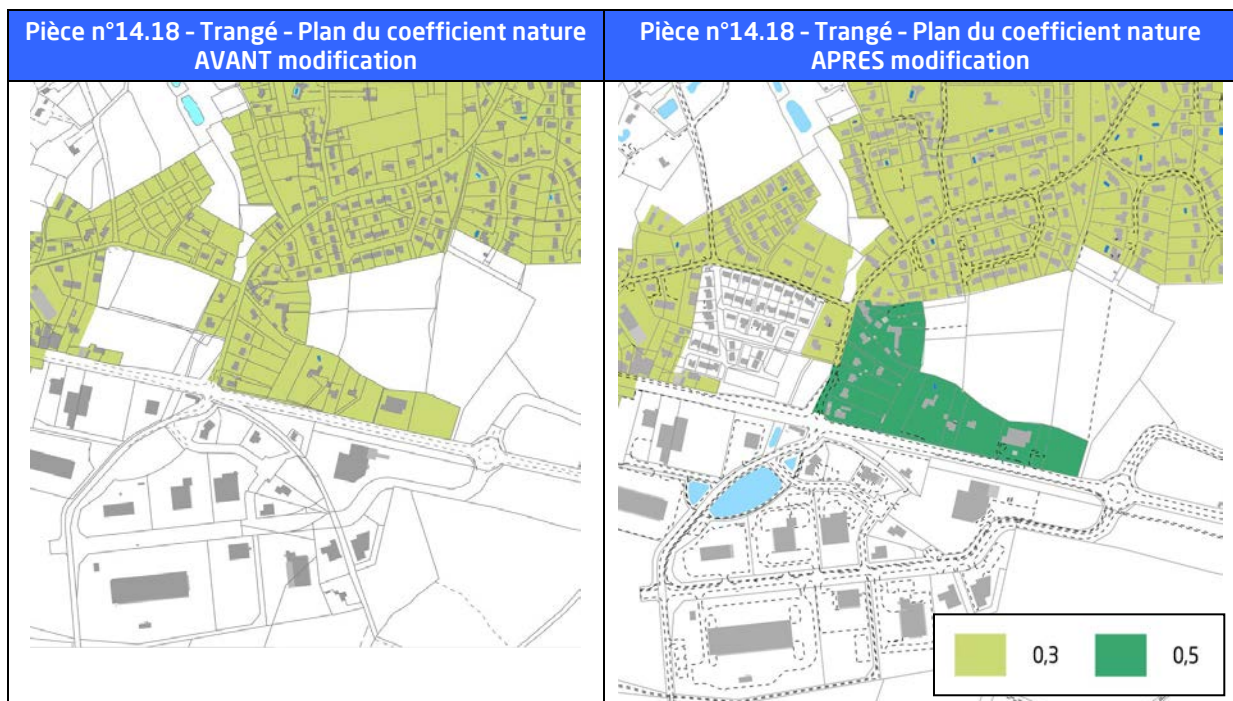 Pièce n°14.18 – Trangé – Plan du coefficient nature
AVANT modification
Pièce n°14.18 – Trangé – Plan du coefficient nature
APRES modification
0,3
0,5